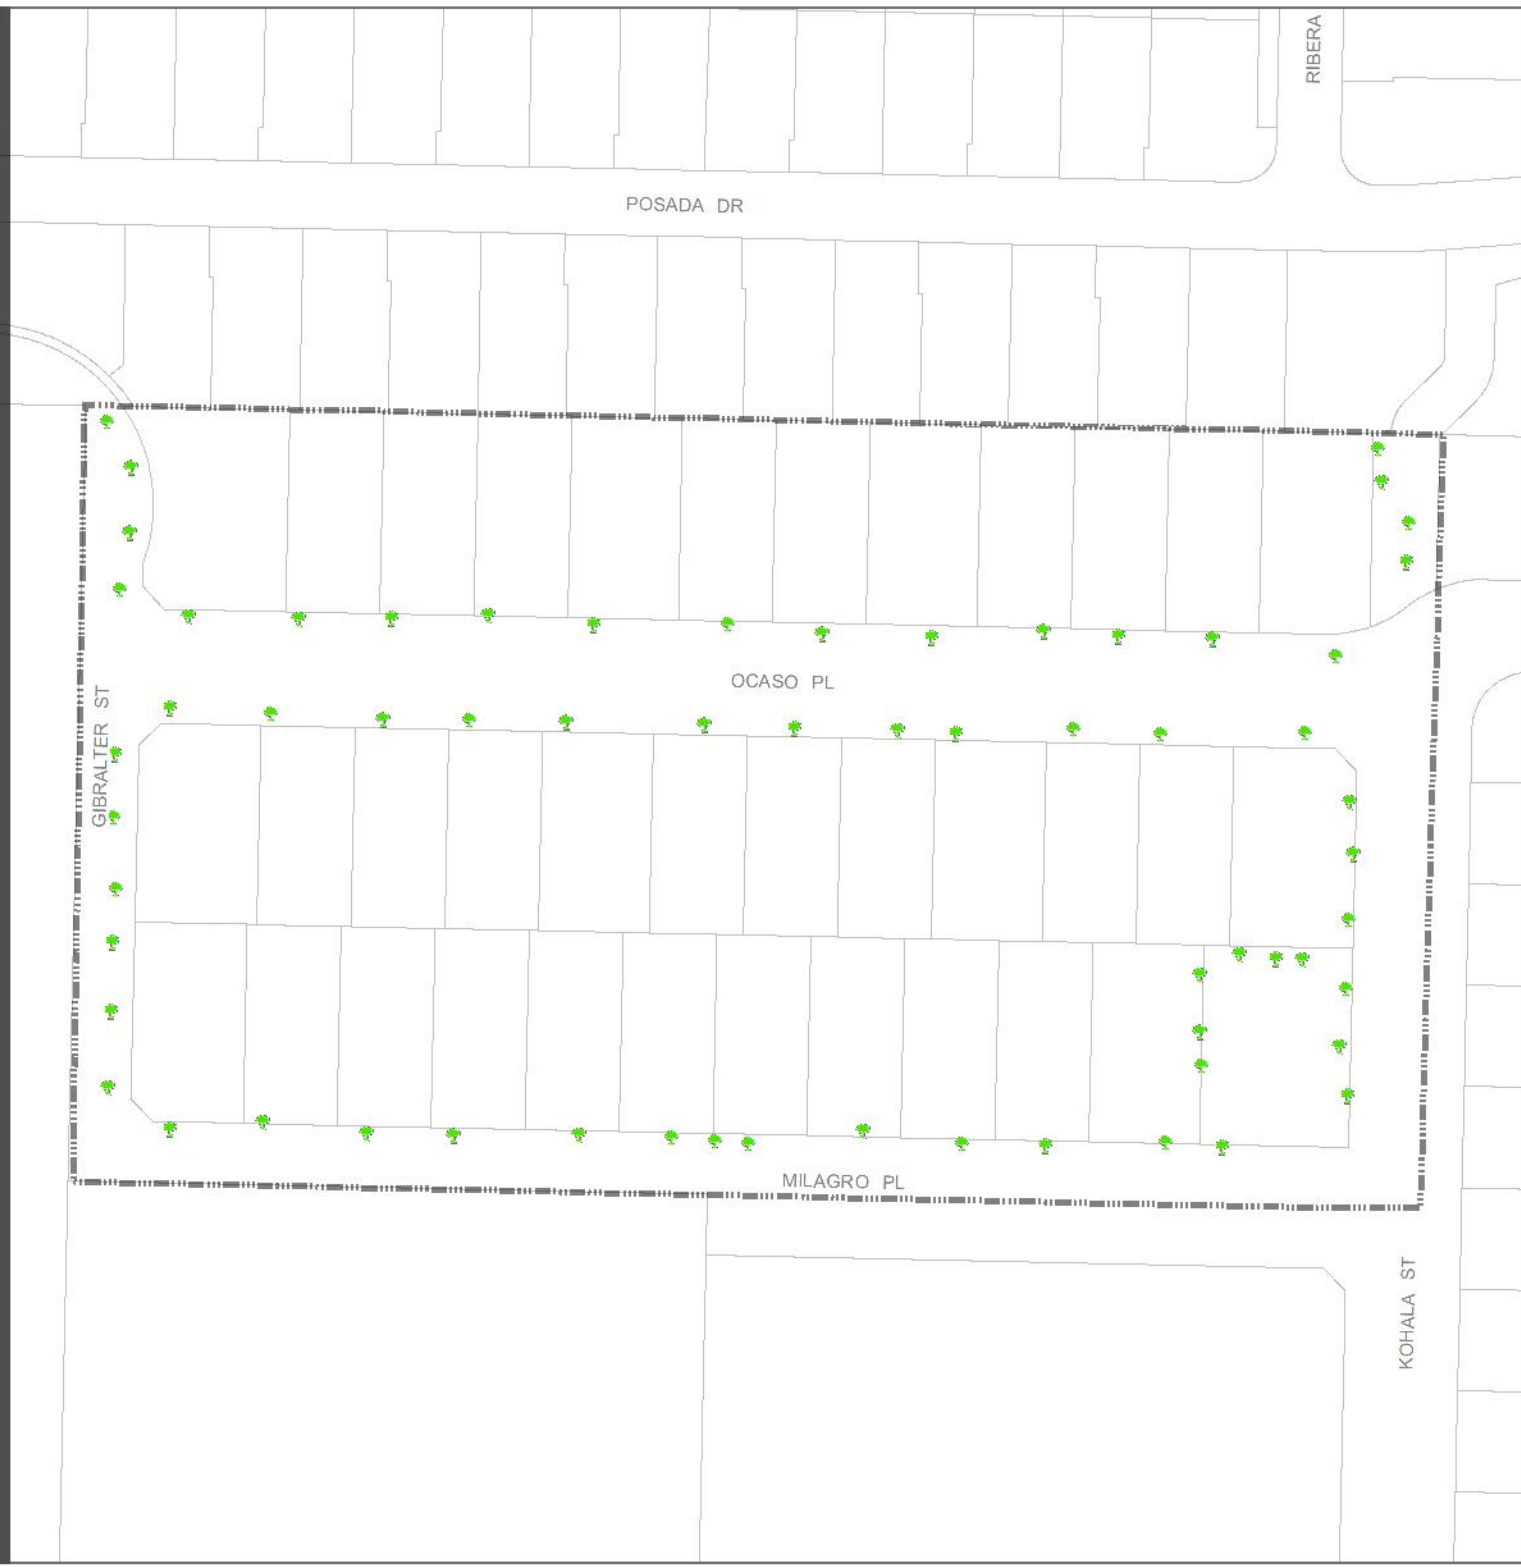 RIBERA
POSADA DR
OCASO PL
GIBRALTER ST
MILAGRO PL
KOHALA ST